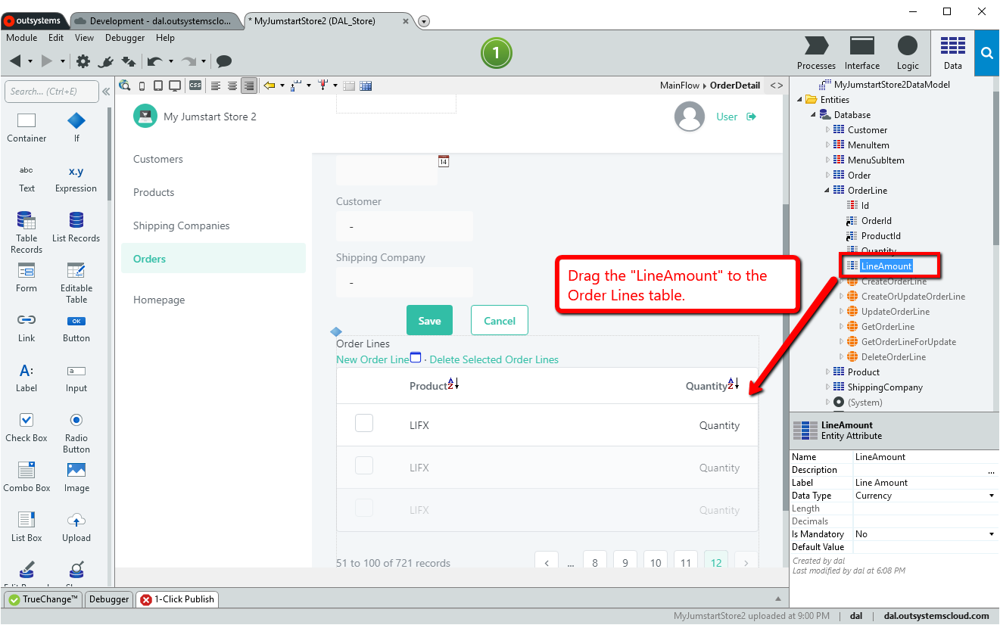 outsystems
Development - dal.outsystemsclo...
* MyJumstartStore2 (DAL_Store)
Module Edit View Debugger Help
1
Processes Interface Logic Data
Search... (Ctrl+E)
CSS
MainFlow OrderDetail <>
Container If
abc x.y
Text Expression
Table Records List Records
Form Editable Table
OK
Link Button
A: a
Label Input
Check Box Radio Button
Combo Box Image
List Box Upload
My Jumstart Store 2
User
Customers
Products
Shipping Companies
Orders
Homepage
14
Customer
-
Shipping Company
-
Save Cancel
Order Lines
New Order Line · Delete Selected Order Lines
Product AZ Quantity AZ
LIFX Quantity
LIFX Quantity
LIFX Quantity
51 to 100 of 721 records
< ... 8 9 10 11 12 >
Drag the "LineAmount" to the
Order Lines table.
MyJumstartStore2DataModel
Entities
Database
Customer
MenuItem
MenuSubItem
Order
OrderLine
Id
OrderId
ProductId
Quantity
LineAmount
CreateOrderLine
CreateOrUpdateOrderLine
UpdateOrderLine
GetOrderLine
GetOrderLineForUpdate
DeleteOrderLine
Product
ShippingCompany
(System)
LineAmount
Entity Attribute
Name LineAmount
Description ...
Label Line Amount
Data Type Currency
Length
Decimals
Is Mandatory No
Default Value
Created by dal
Last modified by dal at 6:08 PM
TrueChange™ Debugger 1-Click Publish
MyJumstartStore2 uploaded at 9:00 PM | dal | dal.outsystemscloud.com